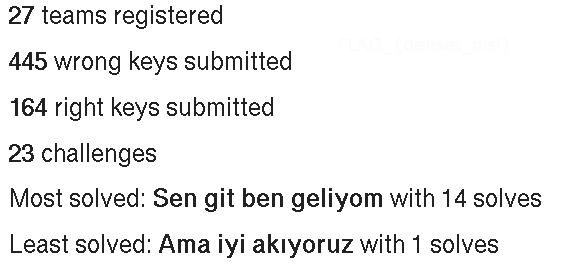 27 teams registered
445 wrong keys submitted
164 right keys submitted
23 challenges
Most solved: Sen git ben geliyom with 14 solves
Least solved: Ama iyi akıyoruz with 1 solves